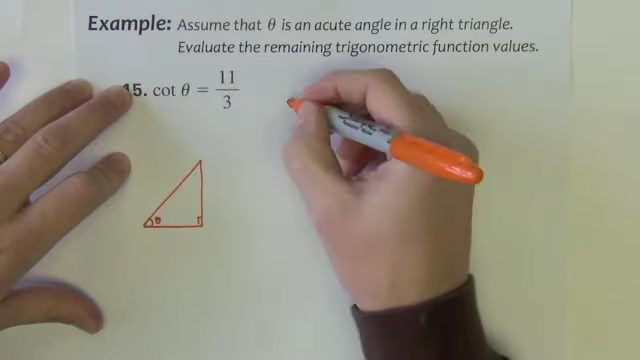 Example: Assume that θ is an acute angle in a right triangle.
Evaluate the remaining trigonometric function values.
45. cot θ = 11/3
θ